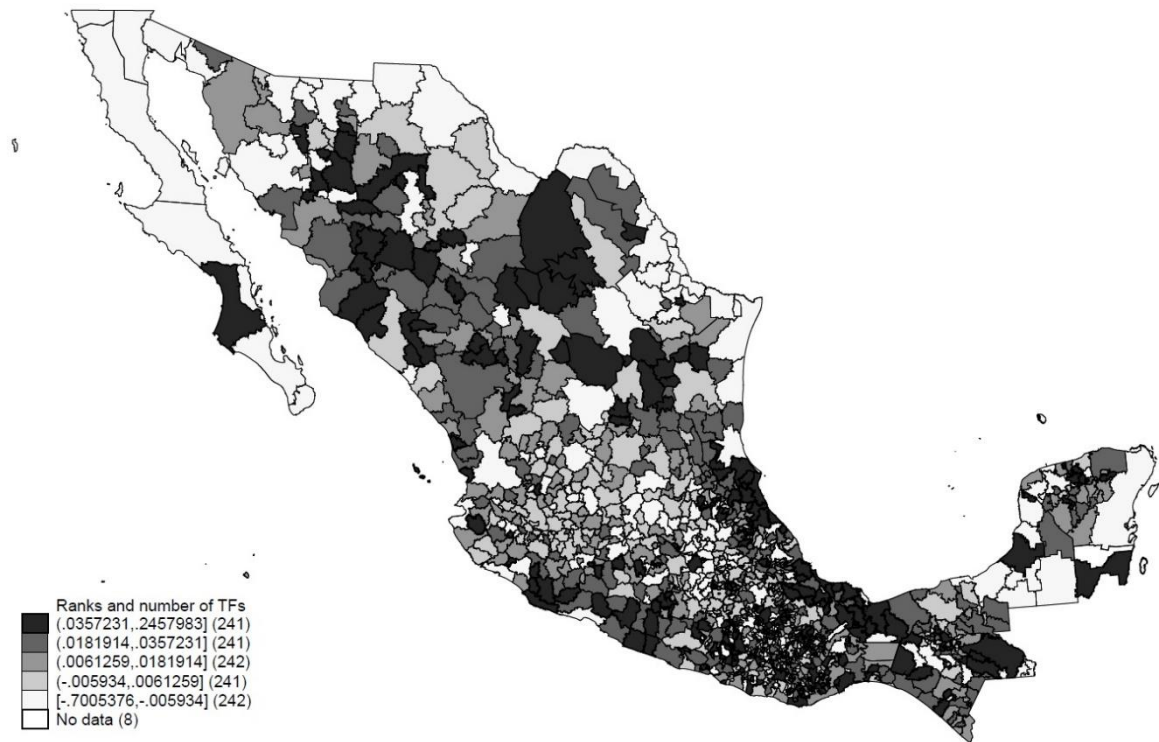 Ranks and number of TFs
(.0357231,.2457983] (241)
(.0181914,.0357231] (241)
(.0061259,.0181914] (242)
(-.005934,.0061259] (241)
[-.7005376,-.005934] (242)
No data (8)